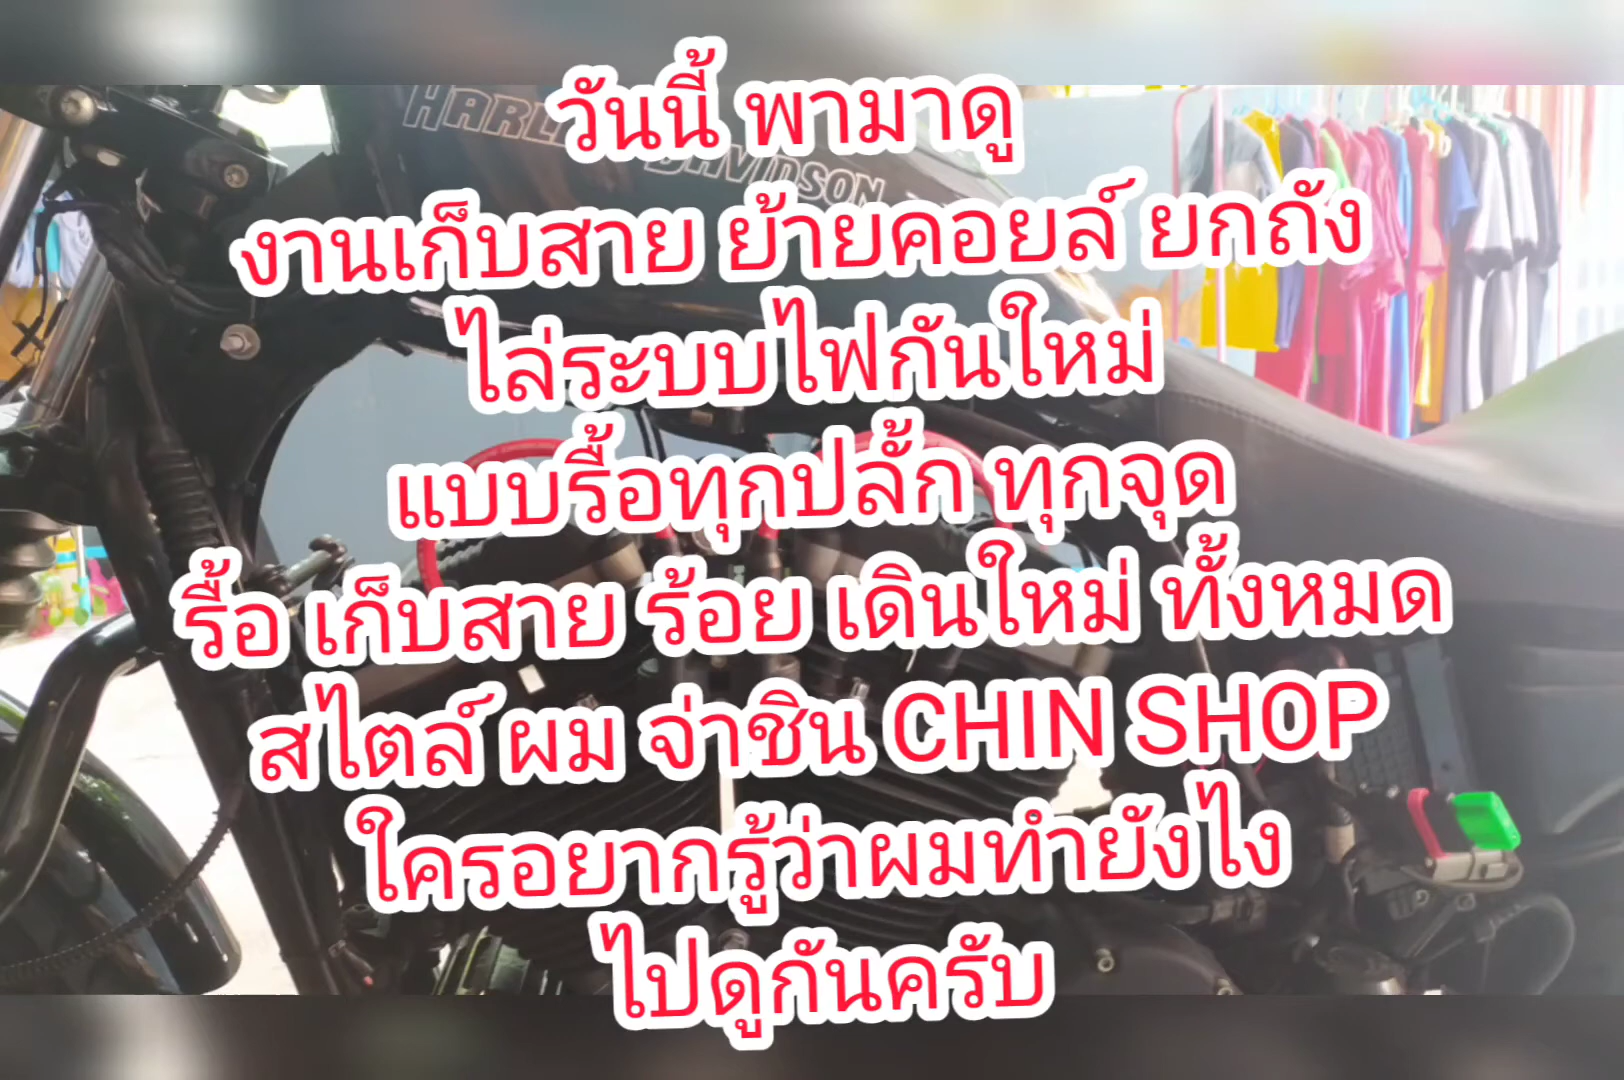 HARLEY-DAVIDSON
วันนี้ พามาดู
งานเก็บสาย ย้ายคอยล์ ยกถัง
ไล่ระบบไฟกันใหม่
แบบรื้อทุกปลั้ก ทุกจุด
รื้อ เก็บสาย ร้อย เดินใหม่ ทั้งหมด
สไตล์ ผม จ่าชิน CHIN SHOP
ใครอยากรู้ว่าผมทำยังไง
ไปดูกันครับ